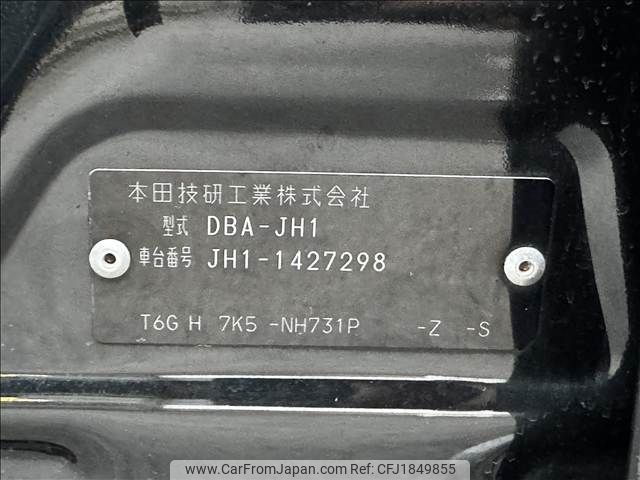 本田技研工業株式会社
型式 DBA-JH1
車台番号 JH1-1427298
T6G H 7K5 -NH731P -Z -S
www.CarFromJapan.com Ref:CFJ1849855